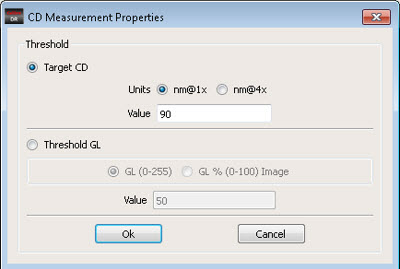 DR CD Measurement Properties
Threshold
Target CD
Units nm@1x nm@4x
Value 90
Threshold GL
GL (0-255) GL % (0-100) Image
Value 50
Ok Cancel